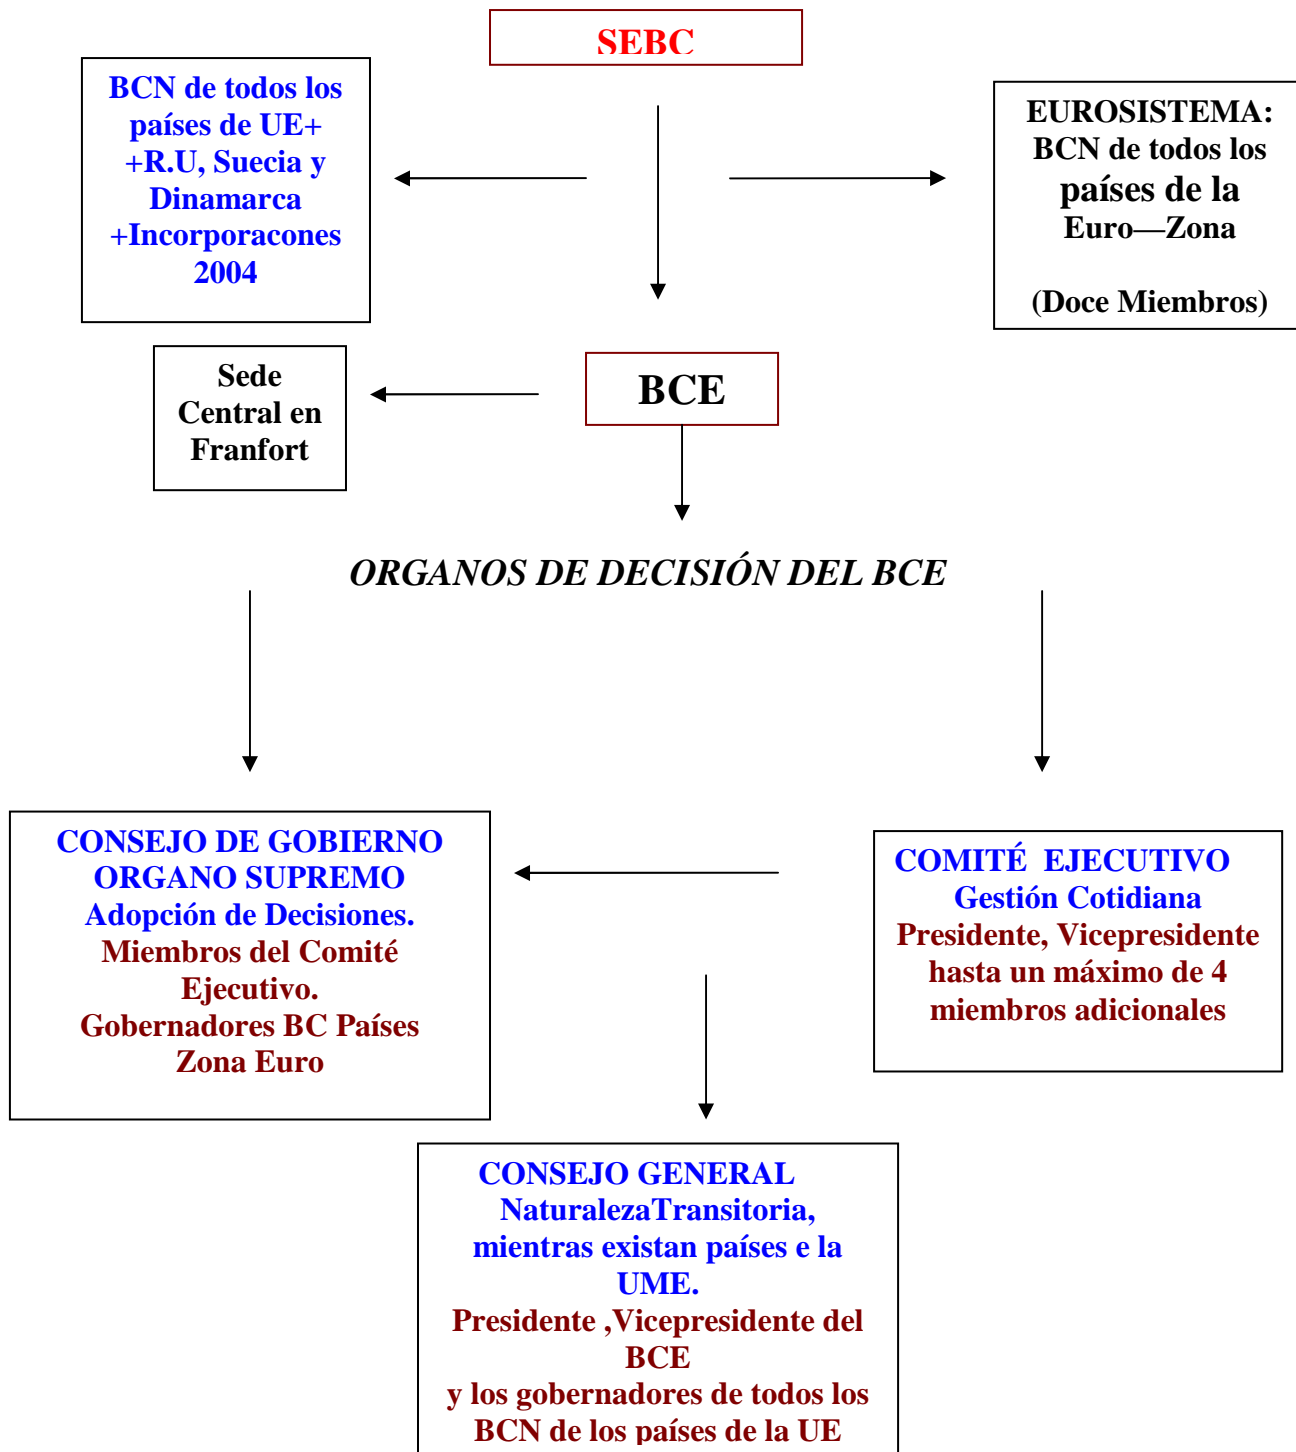 SEBC
BCN de todos los
países de UE+
+R.U, Suecia y
Dinamarca
+Incorporacones
2004
EUROSISTEMA:
BCN de todos los
países de la
Euro—Zona
(Doce Miembros)
Sede
Central en
Franfort
BCE
ORGANOS DE DECISIÓN DEL BCE
CONSEJO DE GOBIERNO
ORGANO SUPREMO
Adopción de Decisiones.
Miembros del Comité
Ejecutivo.
Gobernadores BC Países
Zona Euro
COMITÉ EJECUTIVO
Gestión Cotidiana
Presidente, Vicepresidente
hasta un máximo de 4
miembros adicionales
CONSEJO GENERAL
NaturalezaTransitoria,
mientras existan países e la
UME.
Presidente ,Vicepresidente del
BCE
y los gobernadores de todos los
BCN de los países de la UE